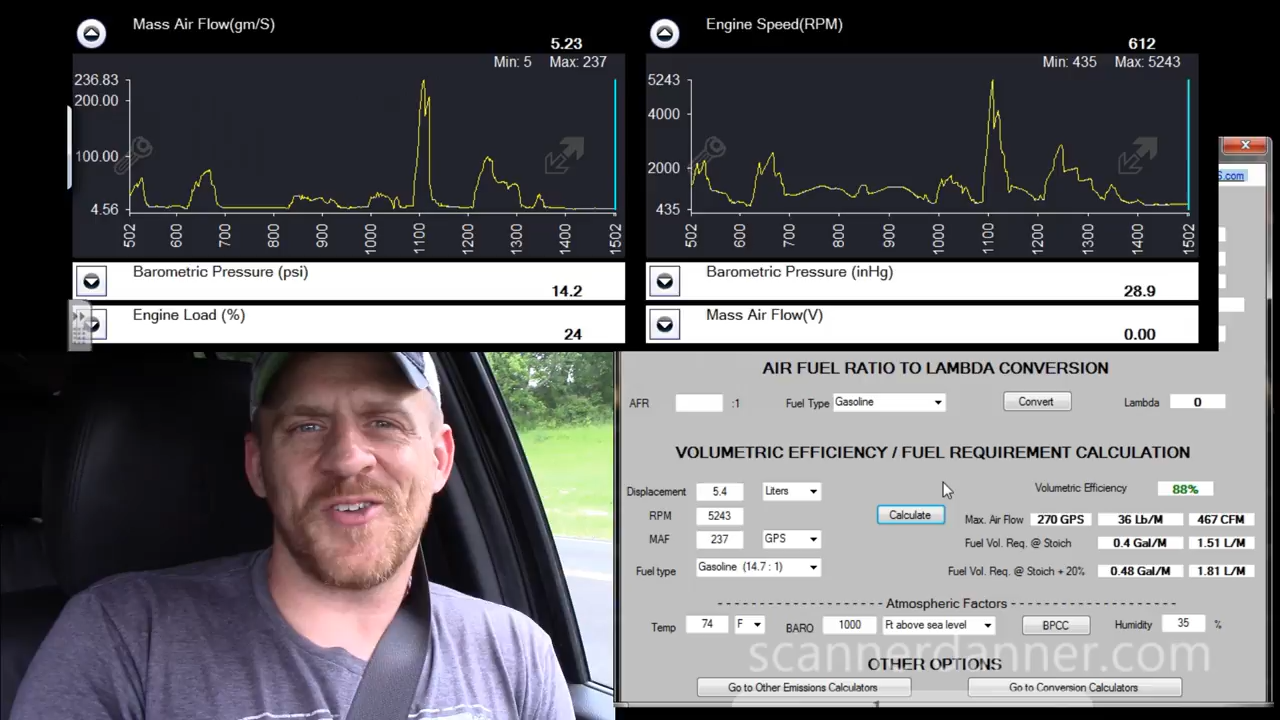 Mass Air Flow(gm/S)
5.23
Min: 5 Max: 237
236.83
200.00
100.00
4.56
502 600 700 800 900 1000 1100 1200 1300 1400 1502
Engine Speed(RPM)
612
Min: 435 Max: 5243
5243
4000
2000
435
502 600 700 800 900 1000 1100 1200 1300 1400 1502
Barometric Pressure (psi)
14.2
Barometric Pressure (inHg)
28.9
Engine Load (%)
24
Mass Air Flow(V)
0.00
S.com
AIR FUEL RATIO TO LAMBDA CONVERSION
AFR :1 Fuel Type Gasoline Convert Lambda 0
VOLUMETRIC EFFICIENCY / FUEL REQUIREMENT CALCULATION
Displacement 5.4 Liters Volumetric Efficiency 88%
RPM 5243 Calculate Max. Air Flow 270 GPS 36 Lb/M 467 CFM
MAF 237 GPS Fuel Vol. Req. @ Stoich 0.4 Gal/M 1.51 L/M
Fuel type Gasoline (14.7 : 1) Fuel Vol. Req. @ Stoich + 20% 0.48 Gal/M 1.81 L/M
- - - - - - - - - - - - - - - - Atmospheric Factors - - - - - - - - - - - - - - - -
Temp 74 F BARO 1000 Ft above sea level BPCC Humidity 35 %
scannerdanner.com
OTHER OPTIONS
Go to Other Emissions Calculators Go to Conversion Calculators